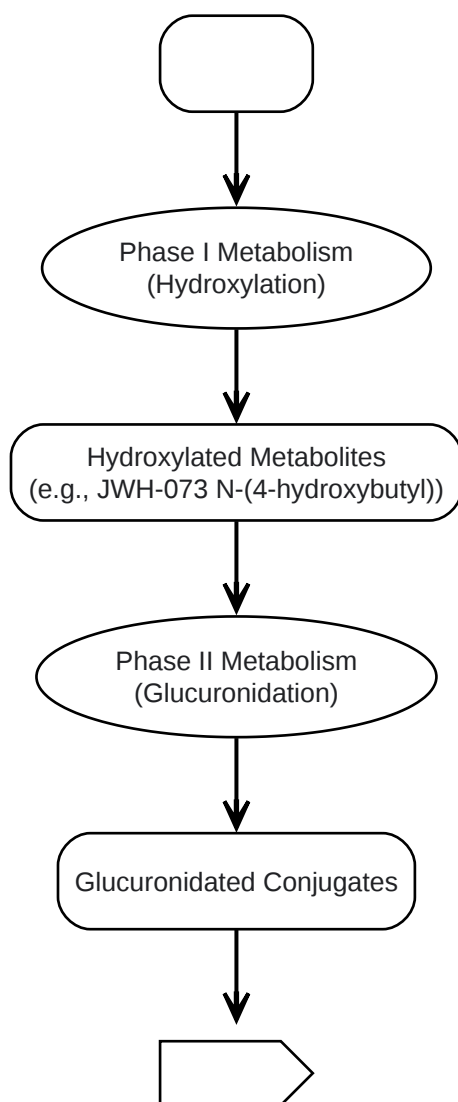 Phase I Metabolism
(Hydroxylation)
Hydroxylated Metabolites
(e.g., JWH-073 N-(4-hydroxybutyl))
Phase II Metabolism
(Glucuronidation)
Glucuronidated Conjugates